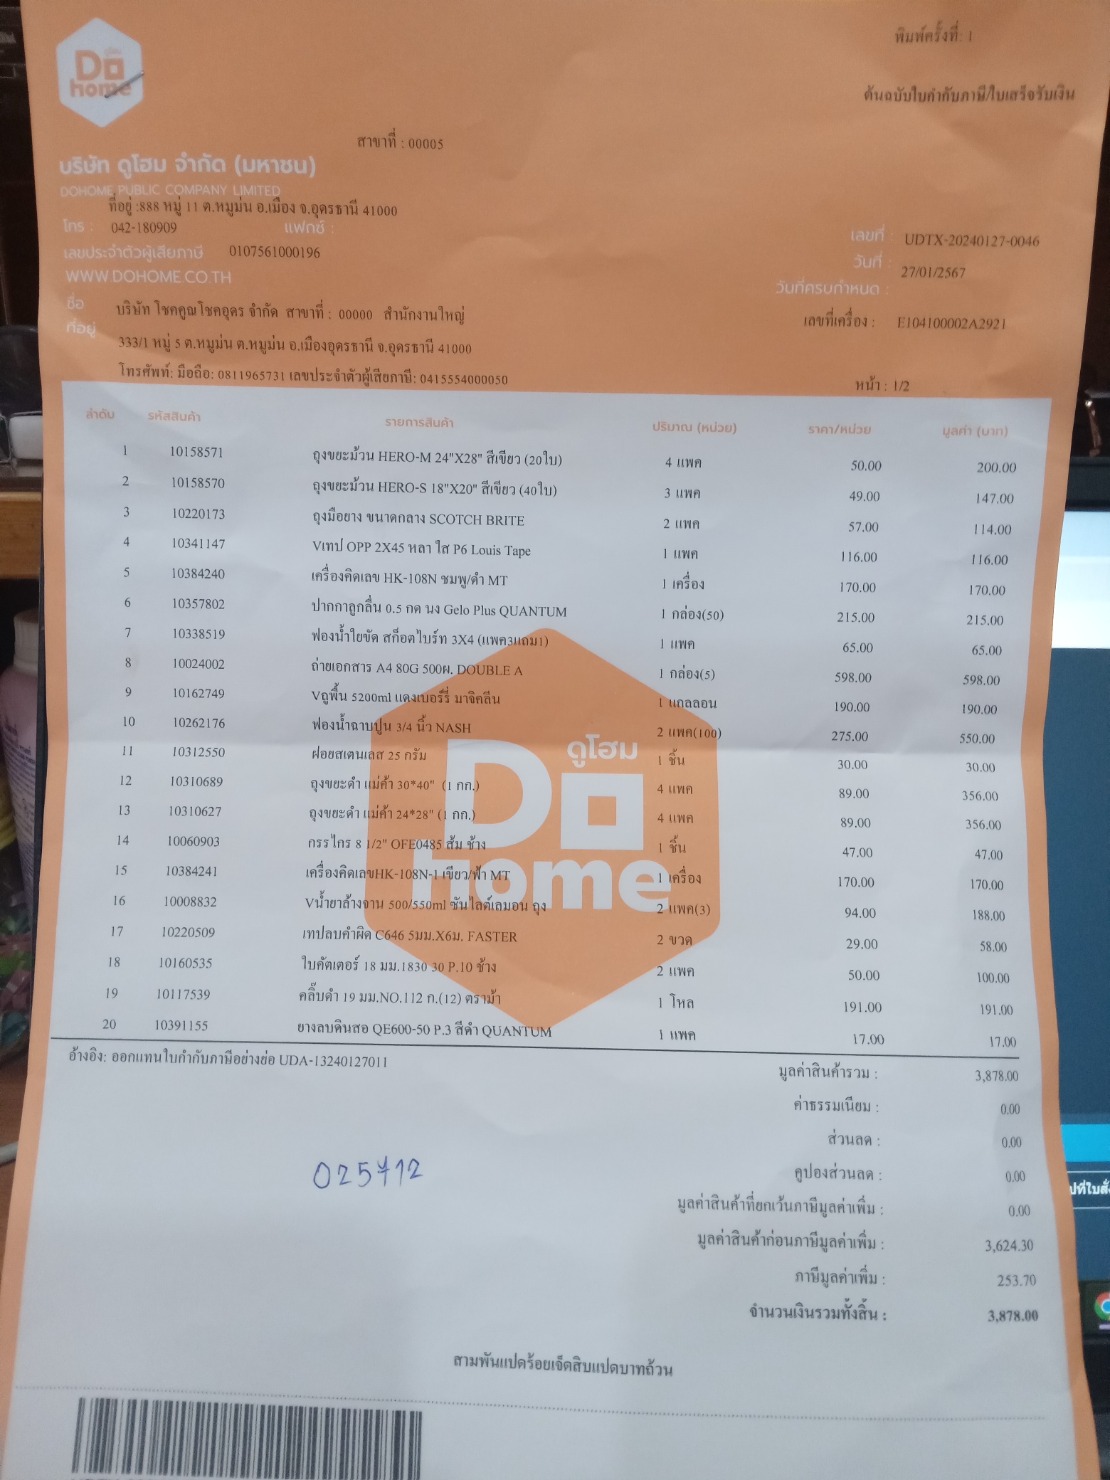 ดูโฮม
Do
home
พิมพ์ครั้งที่: 1
ต้นฉบับใบกำกับภาษี/ใบเสร็จรับเงิน
สาขาที่ : 00005
บริษัท ดูโฮม จำกัด (มหาชน)
DOHOME PUBLIC COMPANY LIMITED
ที่อยู่ :888 หมู่ 11 ต.หมูม่น อ.เมือง จ.อุดรธานี 41000
โทร : 042-180909 แฟกซ์ :
เลขประจำตัวผู้เสียภาษี 0107561000196
WWW.DOHOME.CO.TH
เลขที่ : UDTX-20240127-0046
วันที่ : 27/01/2567
วันที่ครบกำหนด :
เลขที่เครื่อง : E104100002A2921
ชื่อ บริษัท โชคคูณโชคอุดร จำกัด สาขาที่ : 00000 สำนักงานใหญ่
ที่อยู่ 333/1 หมู่ 5 ต.หมูม่น ต.หมูม่น อ.เมืองอุดรธานี จ.อุดรธานี 41000
โทรศัพท์: มือถือ: 0811965731 เลขประจำตัวผู้เสียภาษี: 0415554000050
หน้า : 1/2
ลำดับ รหัสสินค้า รายการสินค้า ปริมาณ (หน่วย) ราคา/หน่วย มูลค่า (บาท)
1 10158571 ถุงขยะม้วน HERO-M 24"X28" สีเขียว (20ใบ) 4 แพค 50.00 200.00
2 10158570 ถุงขยะม้วน HERO-S 18"X20" สีเขียว (40ใบ) 3 แพค 49.00 147.00
3 10220173 ถุงมือยาง ขนาดกลาง SCOTCH BRITE 2 แพค 57.00 114.00
4 10341147 Vเทป OPP 2X45 หลา ใส P6 Louis Tape 1 แพค 116.00 116.00
5 10384240 เครื่องคิดเลข HK-108N ชมพู/ดำ MT 1 เครื่อง 170.00 170.00
6 10357802 ปากกาลูกลื่น 0.5 กด นง Gelo Plus QUANTUM 1 กล่อง(50) 215.00 215.00
7 10338519 ฟองน้ำใยขัด สก็อตไบร์ท 3X4 (แพค3แถม1) 1 แพค 65.00 65.00
8 10024002 ถ่ายเอกสาร A4 80G 500ผ. DOUBLE A 1 กล่อง(5) 598.00 598.00
9 10162749 Vถูพื้น 5200ml แดงเบอร์รี่ มาจิคลีน 1 แกลลอน 190.00 190.00
10 10262176 ฟองน้ำฉาบปูน 3/4 นิ้ว NASH 2 แพค(100) 275.00 550.00
11 10312550 ฝอยสเตนเลส 25 กรัม 1 ชิ้น 30.00 30.00
12 10310689 ถุงขยะดำ แม่ค้า 30*40" (1 กก.) 4 แพค 89.00 356.00
13 10310627 ถุงขยะดำ แม่ค้า 24*28" (1 กก.) 4 แพค 89.00 356.00
14 10060903 กรรไกร 8 1/2" OFE0485 ส้ม ช้าง 1 ชิ้น 47.00 47.00
15 10384241 เครื่องคิดเลขHK-108N-1 เขียว/ฟ้า MT 1 เครื่อง 170.00 170.00
16 10008832 Vน้ำยาล้างจาน 500/550ml ซันไลต์เลมอน ถุง 2 แพค(3) 94.00 188.00
17 10220509 เทปลบคำผิด C646 5มม.X6ม. FASTER 2 ขวด 29.00 58.00
18 10160535 ใบคัตเตอร์ 18 มม.1830 30 P.10 ช้าง 2 แพค 50.00 100.00
19 10117539 คลิ๊บดำ 19 มม.NO.112 ก.(12) ตราม้า 1 โหล 191.00 191.00
20 10391155 ยางลบดินสอ QE600-50 P.3 สีดำ QUANTUM 1 แพค 17.00 17.00
ดูโฮม
Do
home
อ้างอิง: ออกแทนใบกำกับภาษีอย่างย่อ UDA-13240127011
มูลค่าสินค้ารวม : 3,878.00
ค่าธรรมเนียม : 0.00
ส่วนลด : 0.00
คูปองส่วนลด : 0.00
มูลค่าสินค้าที่ยกเว้นภาษีมูลค่าเพิ่ม : 0.00
มูลค่าสินค้าก่อนภาษีมูลค่าเพิ่ม : 3,624.30
ภาษีมูลค่าเพิ่ม : 253.70
จำนวนเงินรวมทั้งสิ้น : 3,878.00
025712
สามพันแปดร้อยเจ็ดสิบแปดบาทถ้วน